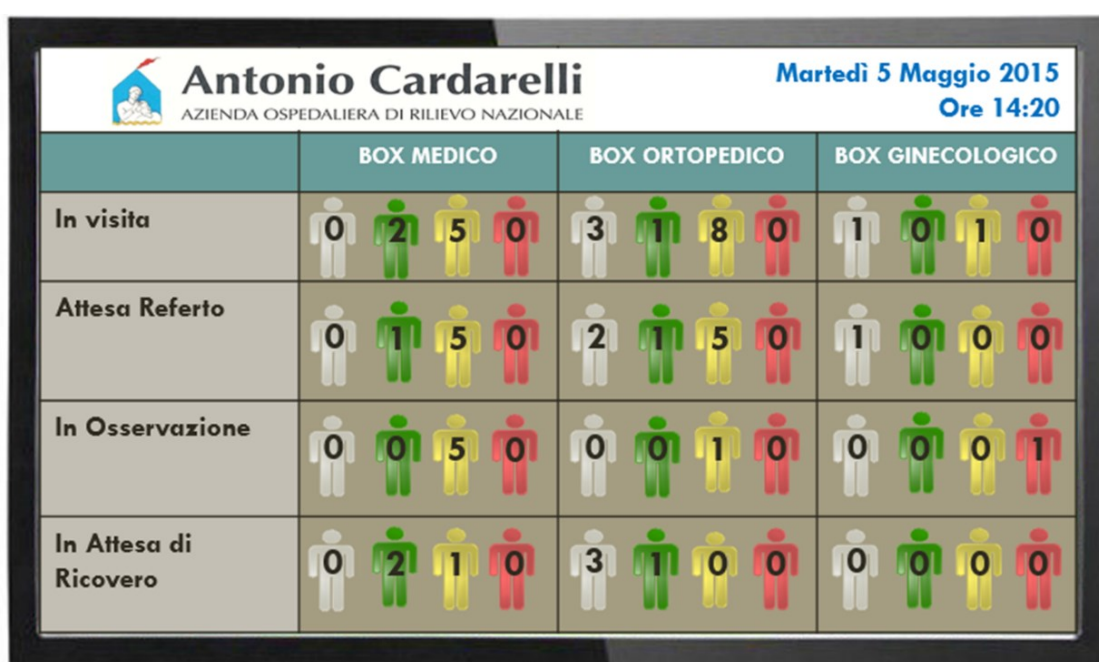 Antonio Cardarelli
AZIENDA OSPEDALIERA DI RILIEVO NAZIONALE
Martedì 5 Maggio 2015
Ore 14:20
BOX MEDICO BOX ORTOPEDICO BOX GINECOLOGICO
In visita 0 2 5 0 3 1 8 0 1 0 1 0
Attesa Referto 0 1 5 0 2 1 5 0 1 0 0 0
In Osservazione 0 0 5 0 0 0 1 0 0 0 0 1
In Attesa di
Ricovero 0 2 1 0 3 1 0 0 0 0 0 0